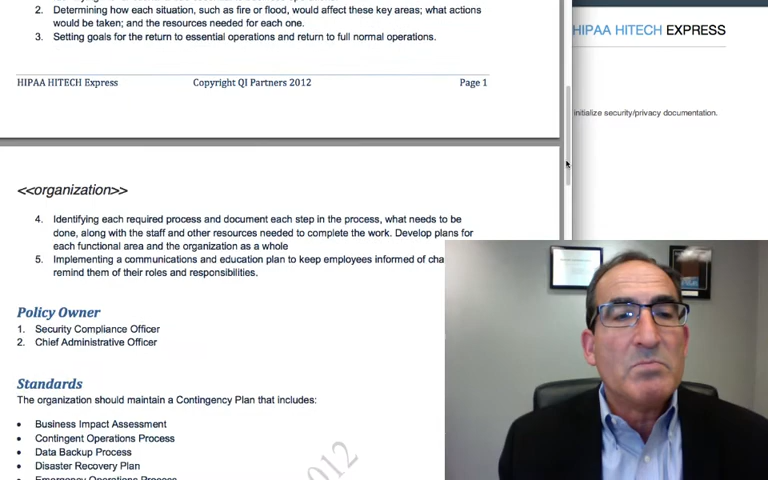 2. Determining how each situation, such as fire or flood, would affect these key areas; what actions
would be taken; and the resources needed for each one.
3. Setting goals for the return to essential operations and return to full normal operations.
HIPAA HITECH Express Copyright QI Partners 2012 Page 1
<<organization>>
4. Identifying each required process and document each step in the process, what needs to be
done, along with the staff and other resources needed to complete the work. Develop plans for
each functional area and the organization as a whole
5. Implementing a communications and education plan to keep employees informed of
remind them of their roles and responsibilities.
Policy Owner
1. Security Compliance Officer
2. Chief Administrative Officer
Standards
The organization should maintain a Contingency Plan that includes:
• Business Impact Assessment
• Contingent Operations Process
• Data Backup Process
• Disaster Recovery Plan
2012
HIPAA HITECH EXPRESS
initialize security/privacy documentation.